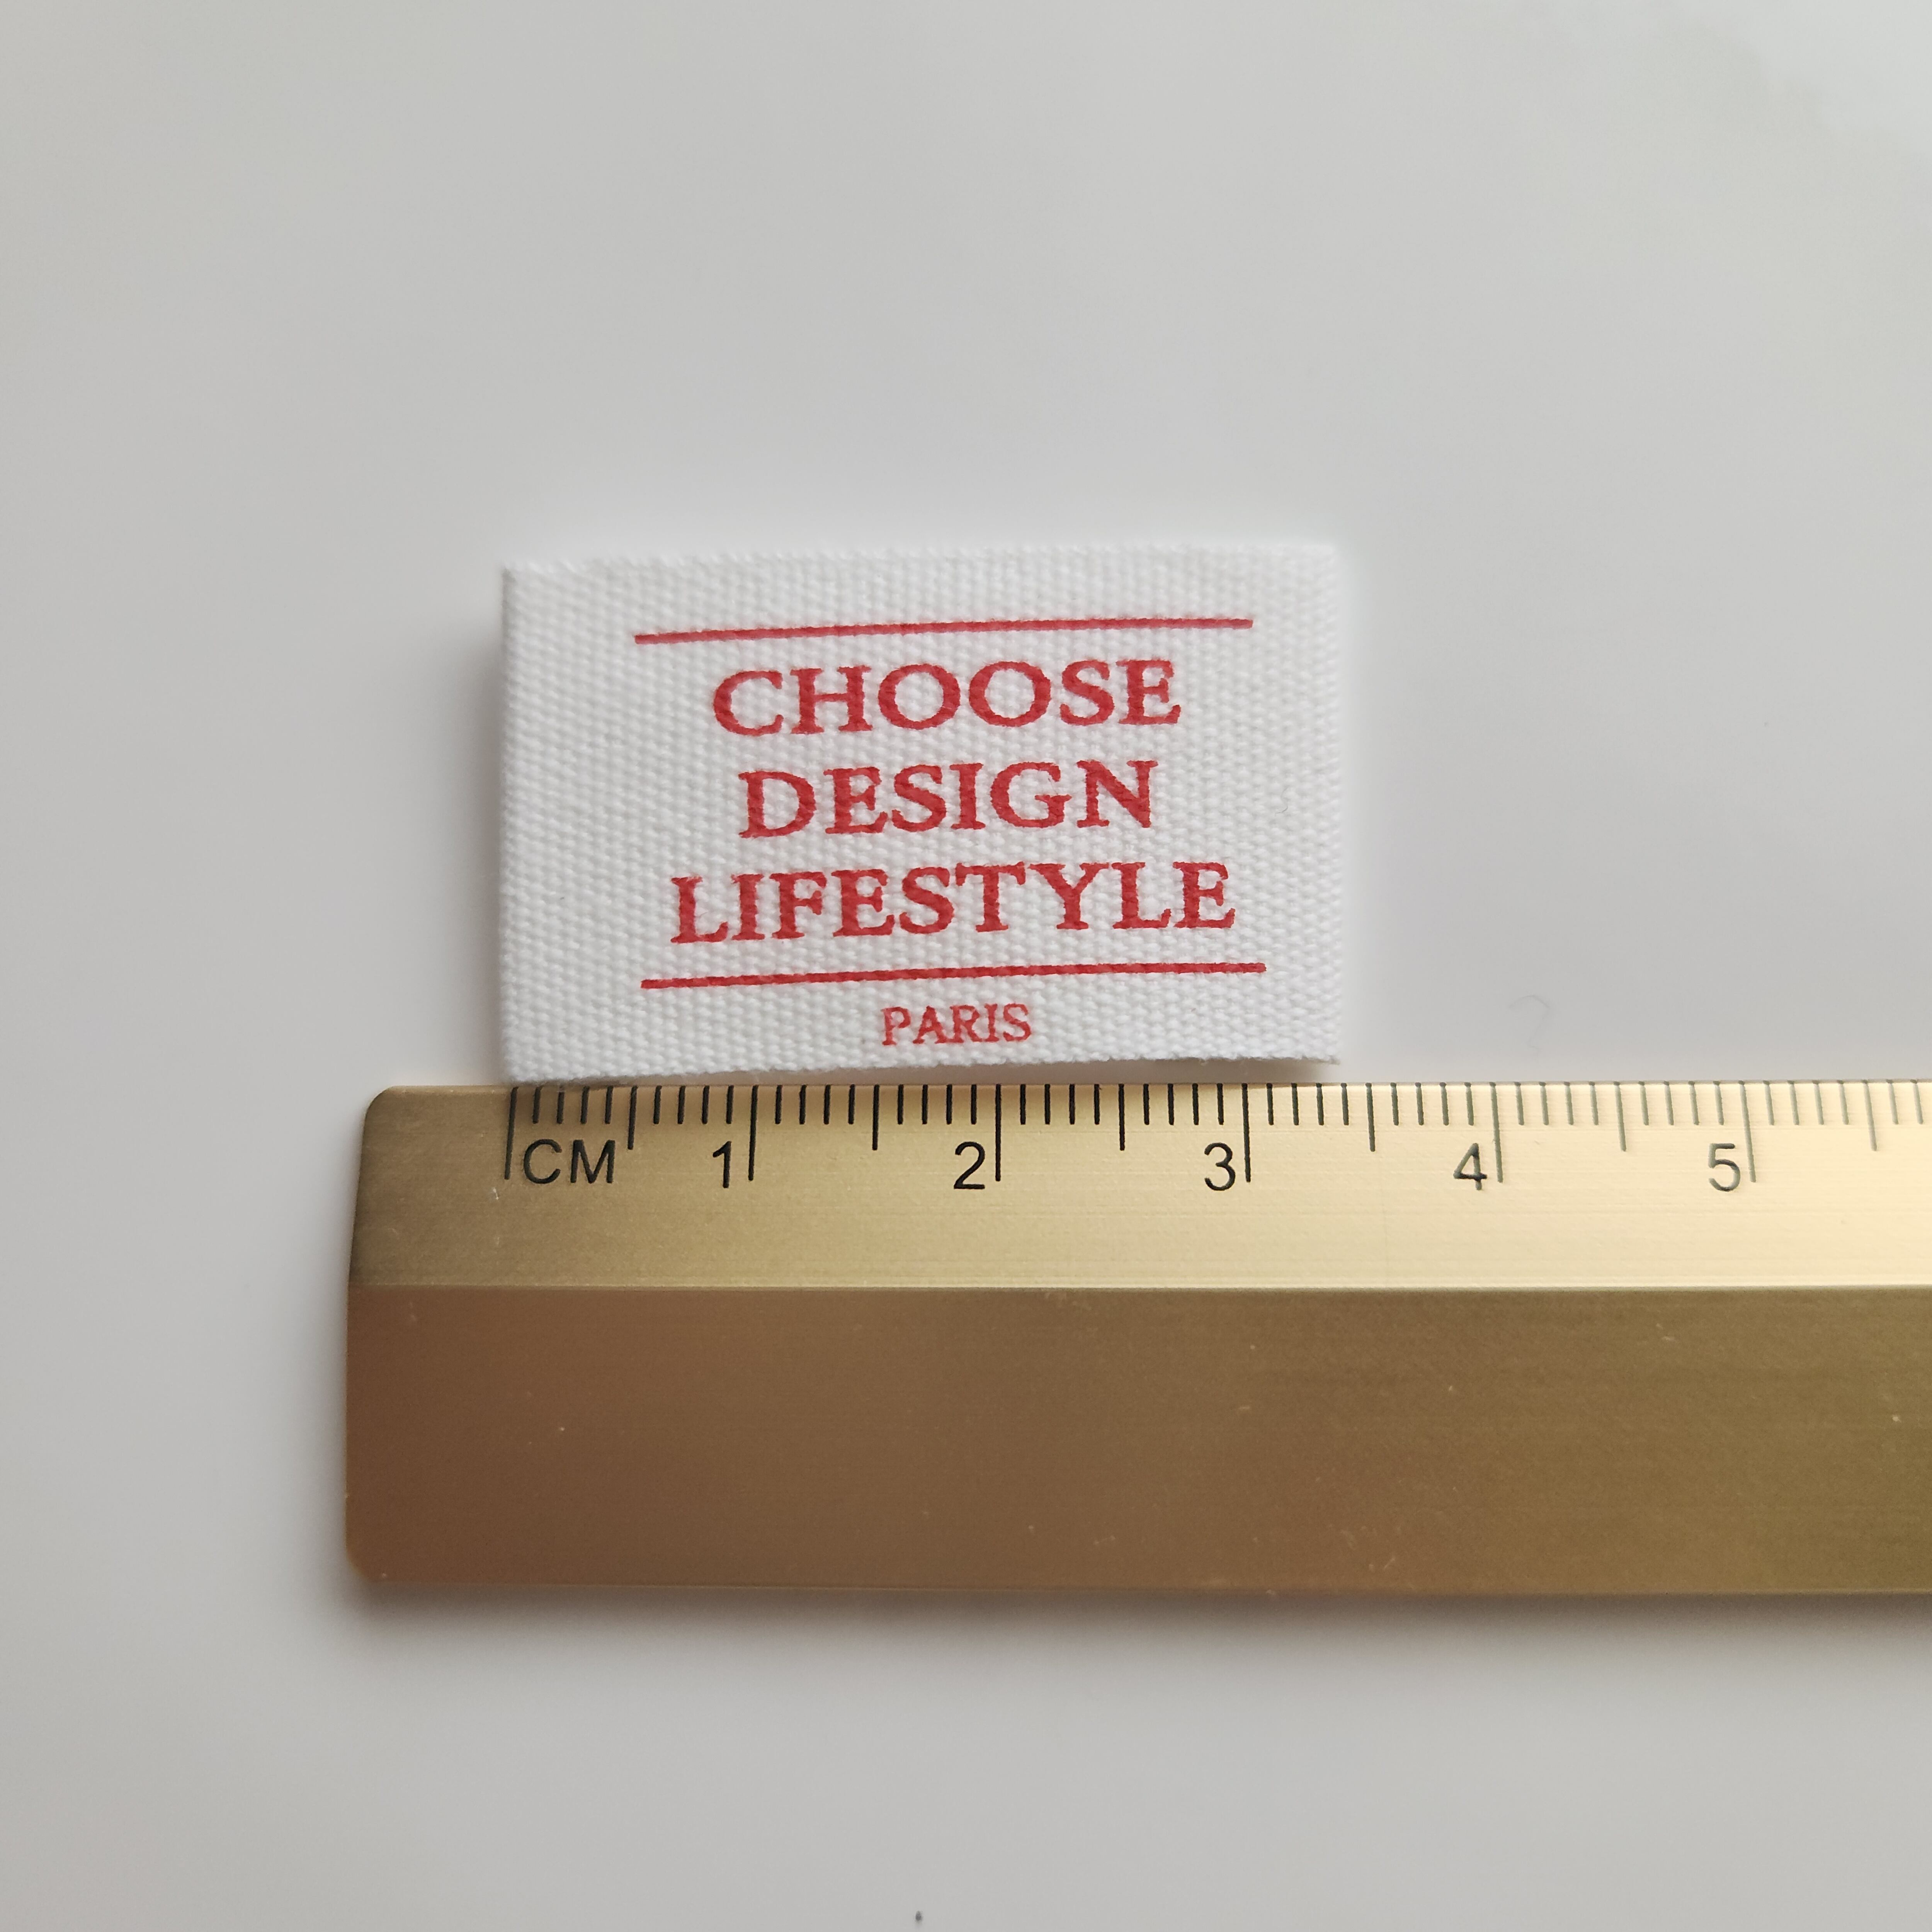 CHOOSE
DESIGN
LIFESTYLE
PARIS
CM 1 2 3 4 5